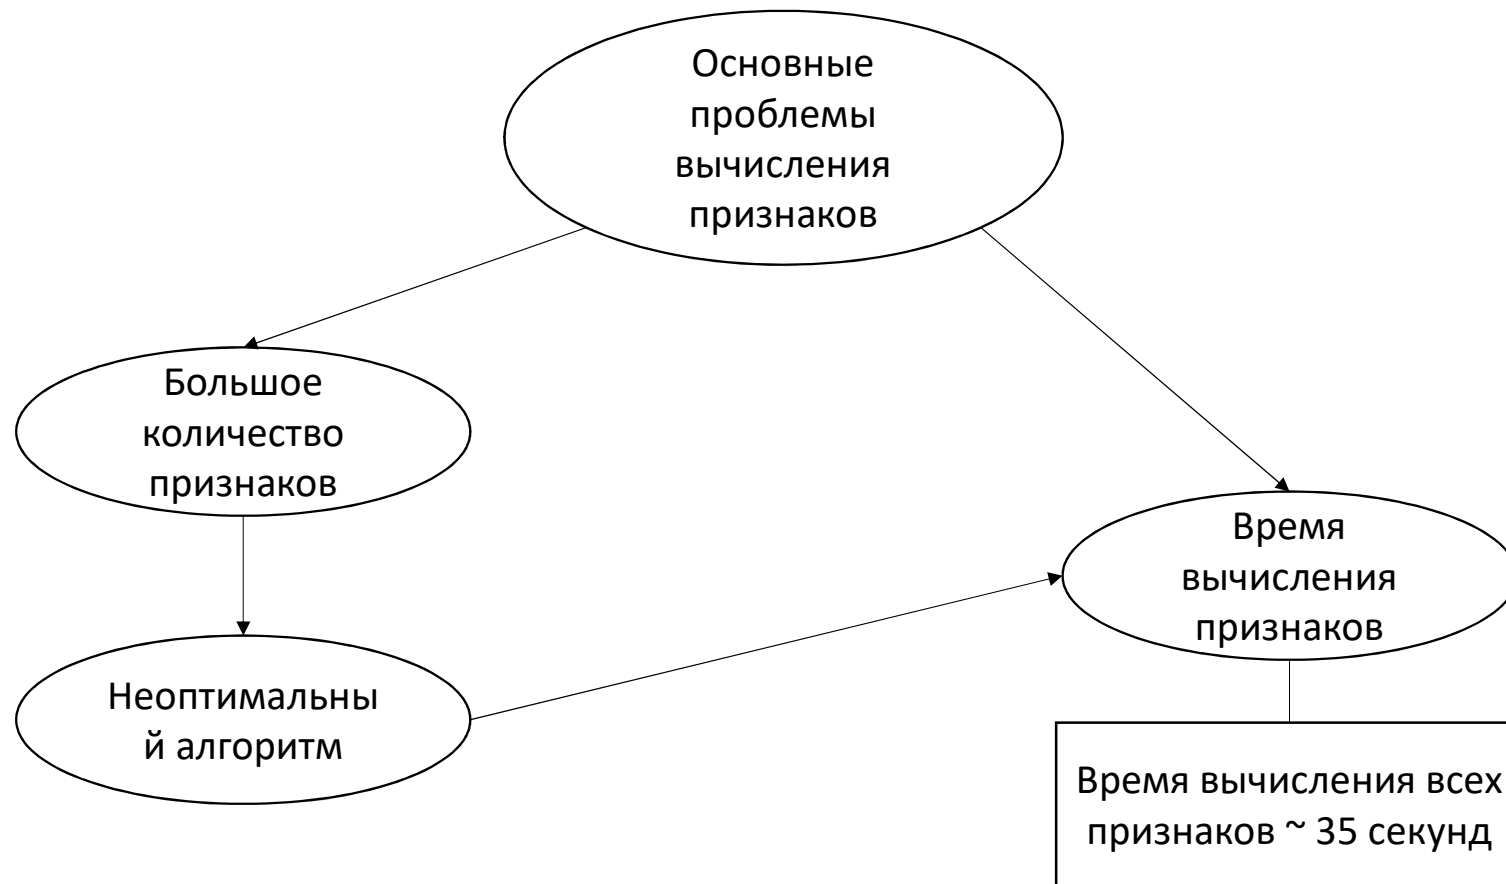 Основные
проблемы
вычисления
признаков
Большое
количество
признаков
Время
вычисления
признаков
Неоптимальны
й алгоритм
Время вычисления всех
признаков ~ 35 секунд